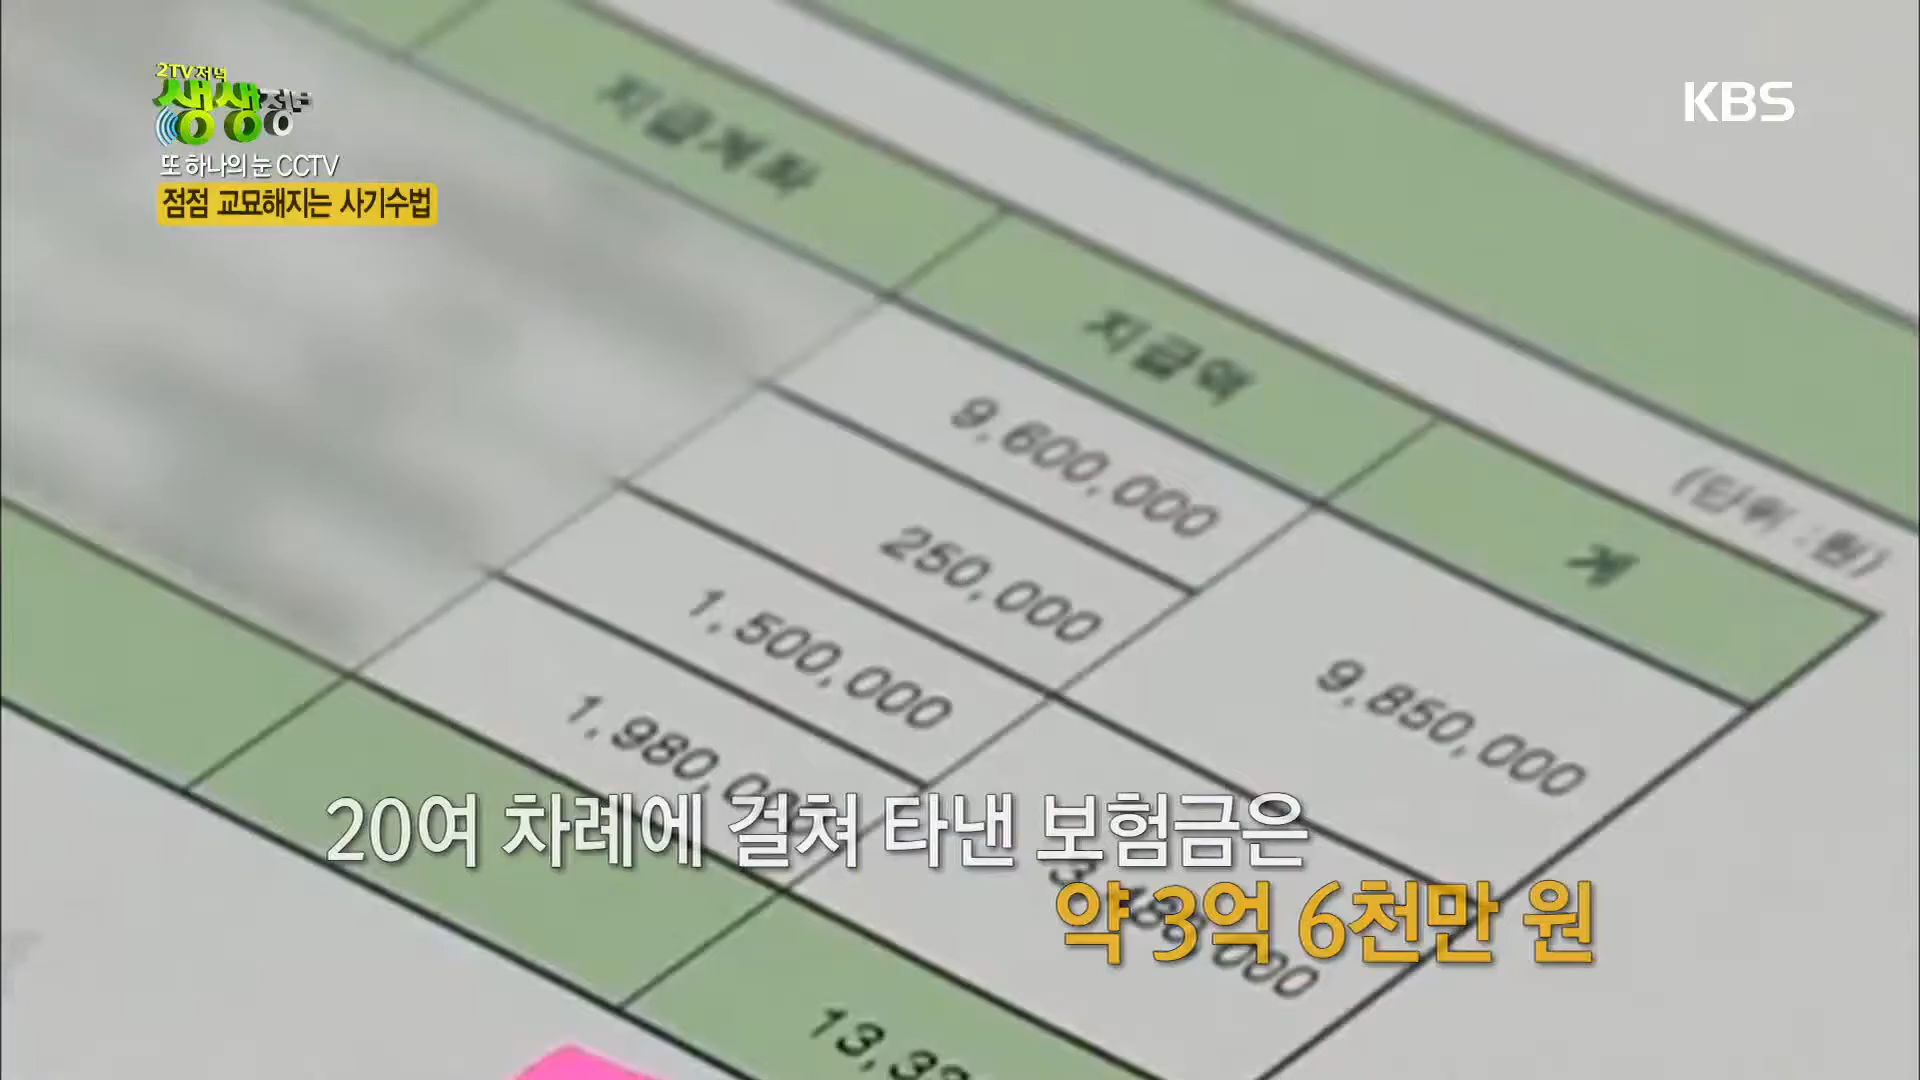 2TV 저녁
생생정보
또 하나의 눈 CCTV
점점 교묘해지는 사기수법
KBS
지급계좌
지급액
계
(단위 : 원)
9,600,000
250,000
9,850,000
1,500,000
1,980,000
20여 차례에 걸쳐 타낸 보험금은
약 3억 6천만 원